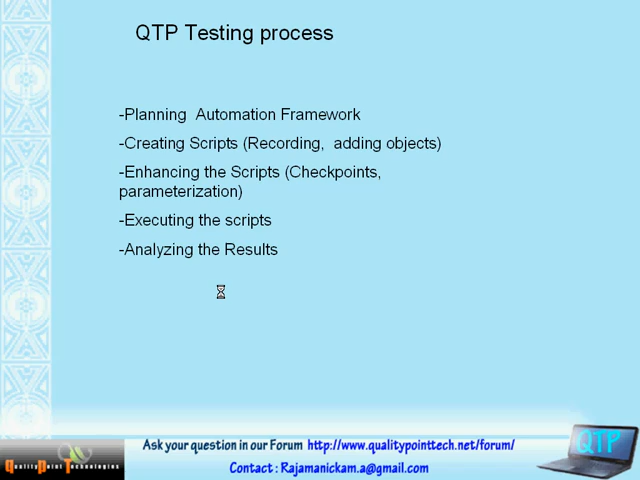 QTP Testing process
-Planning  Automation Framework
-Creating Scripts (Recording,  adding objects)
-Enhancing the Scripts (Checkpoints,
parameterization)
-Executing the scripts
-Analyzing the Results
Ask your question in our Forum  http://www.qualitypointtech.net/forum/
Contact : Rajamanickam.a@gmail.com
QualityPoint Technologies
QTP